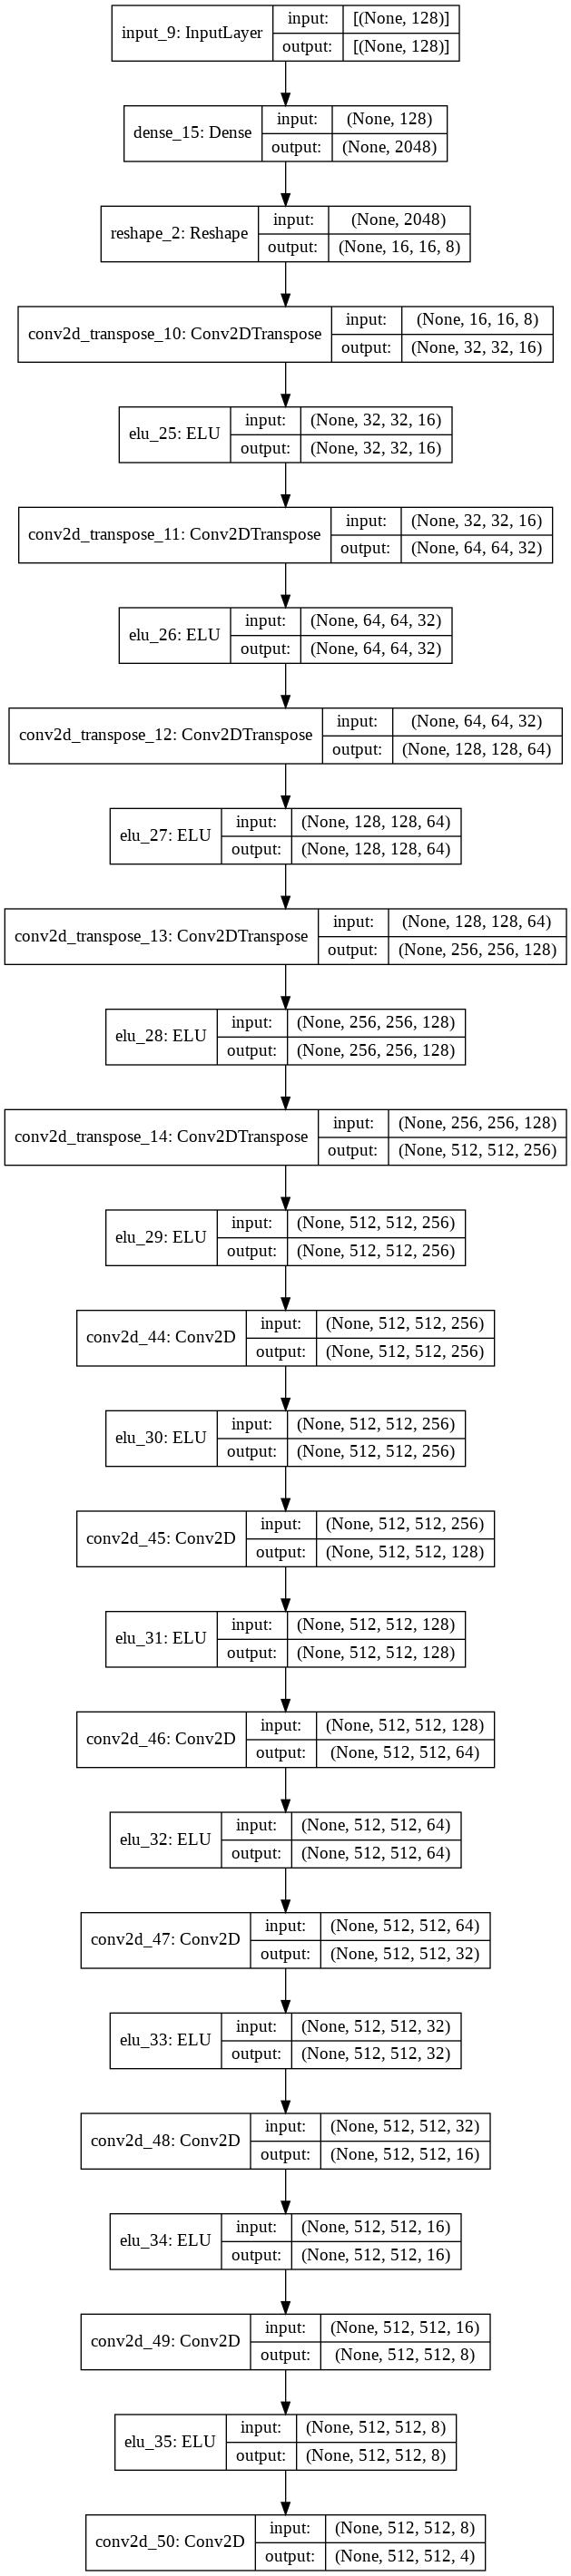 input_9: InputLayer
input: [(None, 128)]
output: [(None, 128)]
dense_15: Dense
input: (None, 128)
output: (None, 2048)
reshape_2: Reshape
input: (None, 2048)
output: (None, 16, 16, 8)
conv2d_transpose_10: Conv2DTranspose
input: (None, 16, 16, 8)
output: (None, 32, 32, 16)
elu_25: ELU
input: (None, 32, 32, 16)
output: (None, 32, 32, 16)
conv2d_transpose_11: Conv2DTranspose
input: (None, 32, 32, 16)
output: (None, 64, 64, 32)
elu_26: ELU
input: (None, 64, 64, 32)
output: (None, 64, 64, 32)
conv2d_transpose_12: Conv2DTranspose
input: (None, 64, 64, 32)
output: (None, 128, 128, 64)
elu_27: ELU
input: (None, 128, 128, 64)
output: (None, 128, 128, 64)
conv2d_transpose_13: Conv2DTranspose
input: (None, 128, 128, 64)
output: (None, 256, 256, 128)
elu_28: ELU
input: (None, 256, 256, 128)
output: (None, 256, 256, 128)
conv2d_transpose_14: Conv2DTranspose
input: (None, 256, 256, 128)
output: (None, 512, 512, 256)
elu_29: ELU
input: (None, 512, 512, 256)
output: (None, 512, 512, 256)
conv2d_44: Conv2D
input: (None, 512, 512, 256)
output: (None, 512, 512, 256)
elu_30: ELU
input: (None, 512, 512, 256)
output: (None, 512, 512, 256)
conv2d_45: Conv2D
input: (None, 512, 512, 256)
output: (None, 512, 512, 128)
elu_31: ELU
input: (None, 512, 512, 128)
output: (None, 512, 512, 128)
conv2d_46: Conv2D
input: (None, 512, 512, 128)
output: (None, 512, 512, 64)
elu_32: ELU
input: (None, 512, 512, 64)
output: (None, 512, 512, 64)
conv2d_47: Conv2D
input: (None, 512, 512, 64)
output: (None, 512, 512, 32)
elu_33: ELU
input: (None, 512, 512, 32)
output: (None, 512, 512, 32)
conv2d_48: Conv2D
input: (None, 512, 512, 32)
output: (None, 512, 512, 16)
elu_34: ELU
input: (None, 512, 512, 16)
output: (None, 512, 512, 16)
conv2d_49: Conv2D
input: (None, 512, 512, 16)
output: (None, 512, 512, 8)
elu_35: ELU
input: (None, 512, 512, 8)
output: (None, 512, 512, 8)
conv2d_50: Conv2D
input: (None, 512, 512, 8)
output: (None, 512, 512, 4)